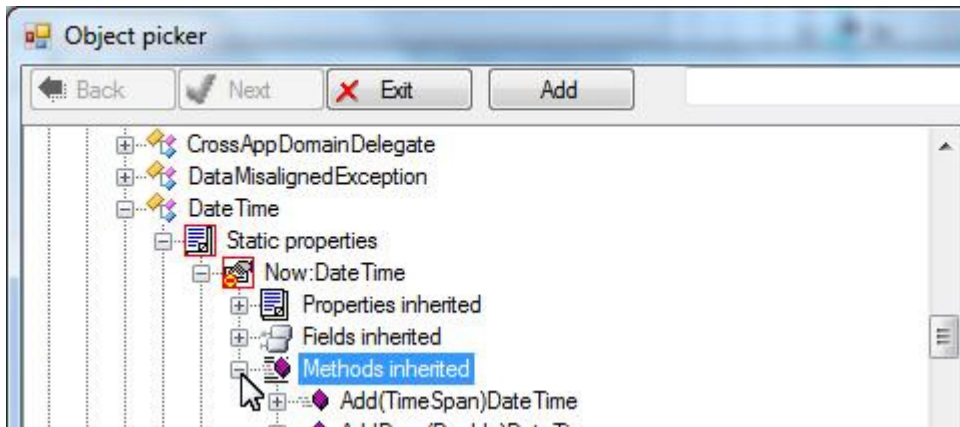 Object picker
Back Next Exit Add
CrossAppDomainDelegate
DataMisalignedException
DateTime
Static properties
Now:DateTime
Properties inherited
Fields inherited
Methods inherited
Add(TimeSpan)DateTime